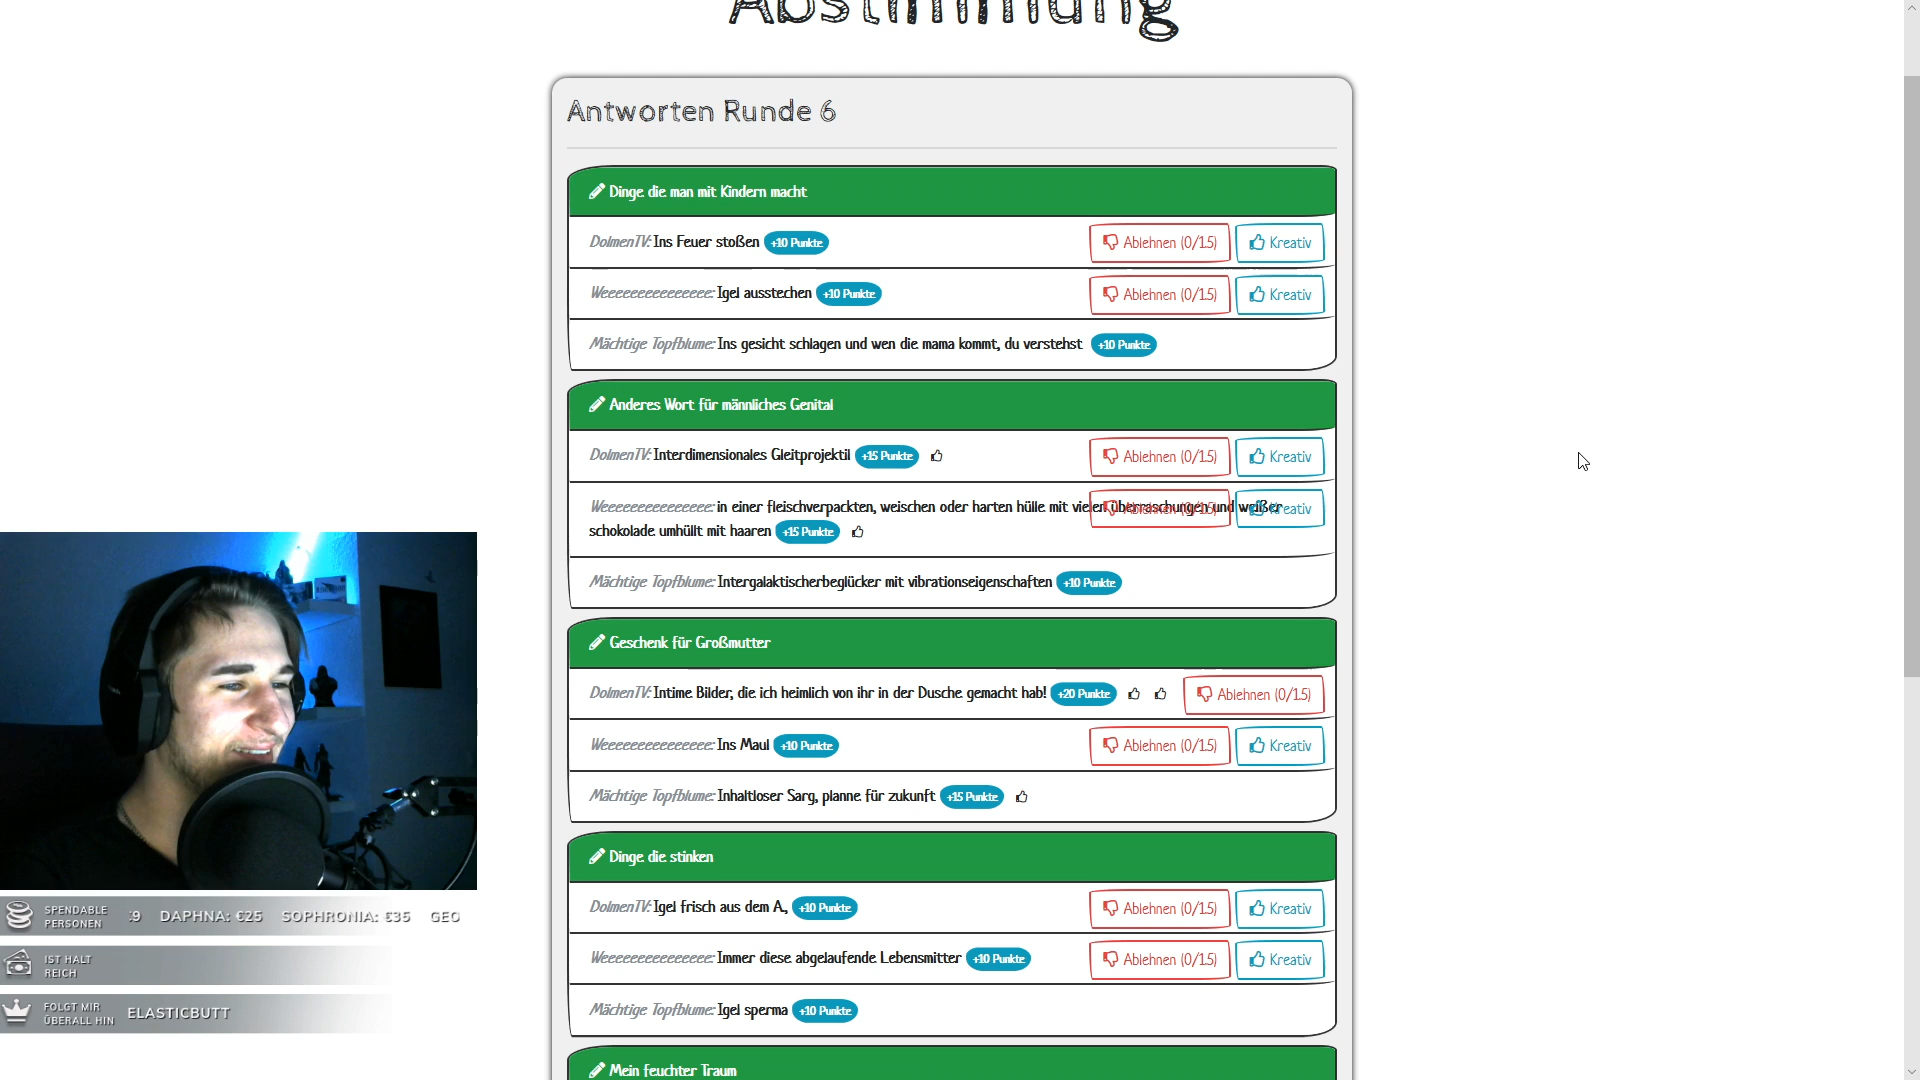 Abstimmung
Antworten Runde 6
Dinge die man mit Kindern macht
DolmenTV: Ins Feuer stoßen +10 Punkte Ablehnen (0/1.5) Kreativ
Weeeeeeeeeeeeeee: Igel ausstechen +10 Punkte Ablehnen (0/1.5) Kreativ
Mächtige Topfblume: Ins gesicht schlagen und wen die mama kommt, du verstehst +10 Punkte
Anderes Wort für männliches Genital
DolmenTV: Interdimensionales Gleitprojektil +15 Punkte Ablehnen (0/1.5) Kreativ
Weeeeeeeeeeeeeee: in einer fleischverpackten, weischen oder harten hülle mit vielen überraschungen und weißer Ablehnen (0/1.5) Kreativ
schokolade umhüllt mit haaren +15 Punkte
Mächtige Topfblume: Intergalaktischerbeglücker mit vibrationseigenschaften +10 Punkte
Geschenk für Großmutter
DolmenTV: Intime Bilder, die ich heimlich von ihr in der Dusche gemacht hab! +20 Punkte Ablehnen (0/1.5)
Weeeeeeeeeeeeeee: Ins Maul +10 Punkte Ablehnen (0/1.5) Kreativ
Mächtige Topfblume: Inhaltloser Sarg, planne für zukunft +15 Punkte
Dinge die stinken
DolmenTV: Igel frisch aus dem A., +10 Punkte Ablehnen (0/1.5) Kreativ
Weeeeeeeeeeeeeee: Immer diese abgelaufende Lebensmitter +10 Punkte Ablehnen (0/1.5) Kreativ
Mächtige Topfblume: Igel sperma +10 Punkte
Mein feuchter Traum
SPENDABLE
PERSONEN
:9 DAPHNA: €25 SOPHRONIA: €35 GEO
IST HALT
REICH
FOLGT MIR
ÜBERALL HIN
ELASTICBUTT